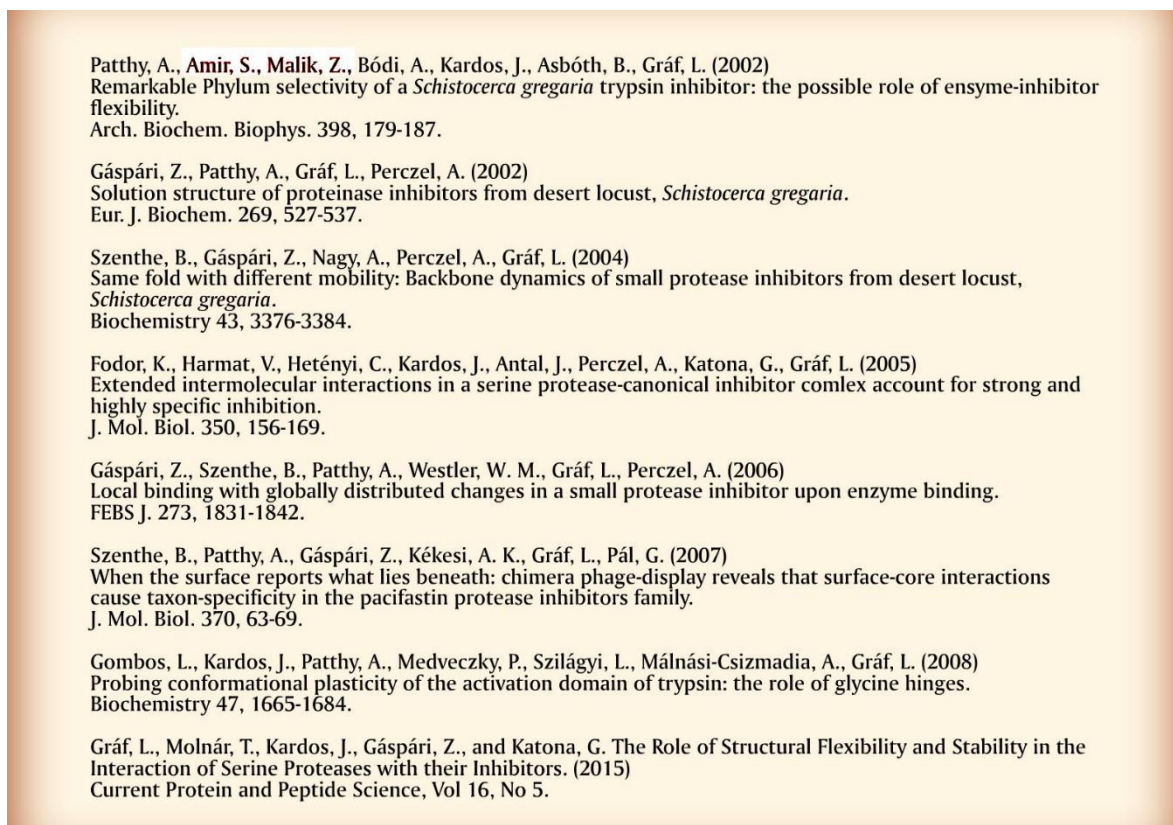 Patthy, A., Amir, S., Malik, Z., Bódi, A., Kardos, J., Asbóth, B., Gráf, L. (2002)
Remarkable Phylum selectivity of a Schistocerca gregaria trypsin inhibitor: the possible role of ensyme-inhibitor
flexibility.
Arch. Biochem. Biophys. 398, 179-187.
Gáspári, Z., Patthy, A., Gráf, L., Perczel, A. (2002)
Solution structure of proteinase inhibitors from desert locust, Schistocerca gregaria.
Eur. J. Biochem. 269, 527-537.
Szenthe, B., Gáspári, Z., Nagy, A., Perczel, A., Gráf, L. (2004)
Same fold with different mobility: Backbone dynamics of small protease inhibitors from desert locust,
Schistocerca gregaria.
Biochemistry 43, 3376-3384.
Fodor, K., Harmat, V., Hetényi, C., Kardos, J., Antal, J., Perczel, A., Katona, G., Gráf, L. (2005)
Extended intermolecular interactions in a serine protease-canonical inhibitor comlex account for strong and
highly specific inhibition.
J. Mol. Biol. 350, 156-169.
Gáspári, Z., Szenthe, B., Patthy, A., Westler, W. M., Gráf, L., Perczel, A. (2006)
Local binding with globally distributed changes in a small protease inhibitor upon enzyme binding.
FEBS J. 273, 1831-1842.
Szenthe, B., Patthy, A., Gáspári, Z., Kékesi, A. K., Gráf, L., Pál, G. (2007)
When the surface reports what lies beneath: chimera phage-display reveals that surface-core interactions
cause taxon-specificity in the pacifastin protease inhibitors family.
J. Mol. Biol. 370, 63-69.
Gombos, L., Kardos, J., Patthy, A., Medveczky, P., Szilágyi, L., Málnási-Csizmadia, A., Gráf, L. (2008)
Probing conformational plasticity of the activation domain of trypsin: the role of glycine hinges.
Biochemistry 47, 1665-1684.
Gráf, L., Molnár, T., Kardos, J., Gáspári, Z., and Katona, G. The Role of Structural Flexibility and Stability in the
Interaction of Serine Proteases with their Inhibitors. (2015)
Current Protein and Peptide Science, Vol 16, No 5.